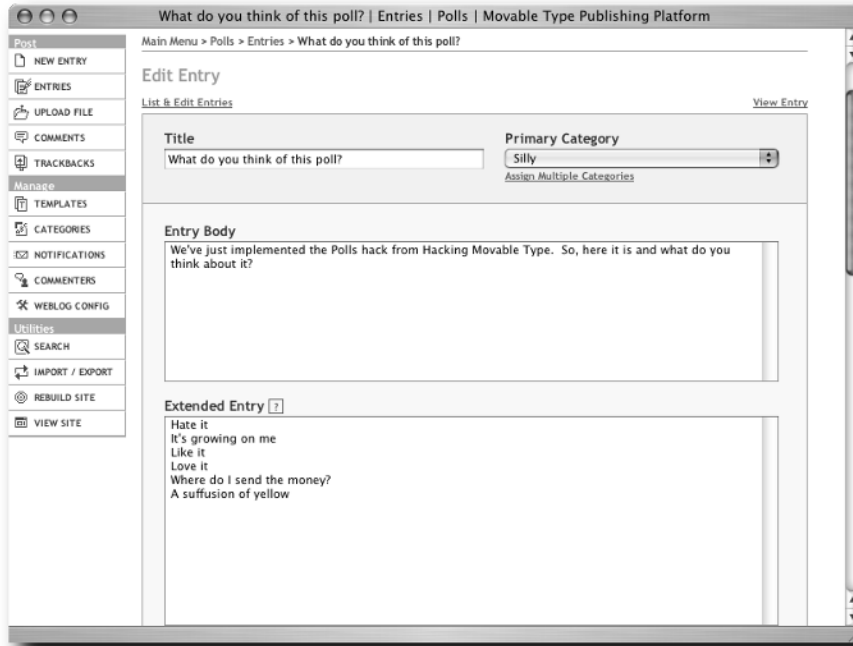 What do you think of this poll? | Entries | Polls | Movable Type Publishing Platform
Post
NEW ENTRY
ENTRIES
UPLOAD FILE
COMMENTS
TRACKBACKS
Manage
TEMPLATES
CATEGORIES
NOTIFICATIONS
COMMENTERS
WEBLOG CONFIG
Utilities
SEARCH
IMPORT / EXPORT
REBUILD SITE
VIEW SITE
Main Menu > Polls > Entries > What do you think of this poll?
Edit Entry
List & Edit Entries
View Entry
Title
What do you think of this poll?
Primary Category
Silly
Assign Multiple Categories
Entry Body
We've just implemented the Polls hack from Hacking Movable Type. So, here it is and what do you
think about it?
Extended Entry ?
Hate it
It's growing on me
Like it
Love it
Where do I send the money?
A suffusion of yellow